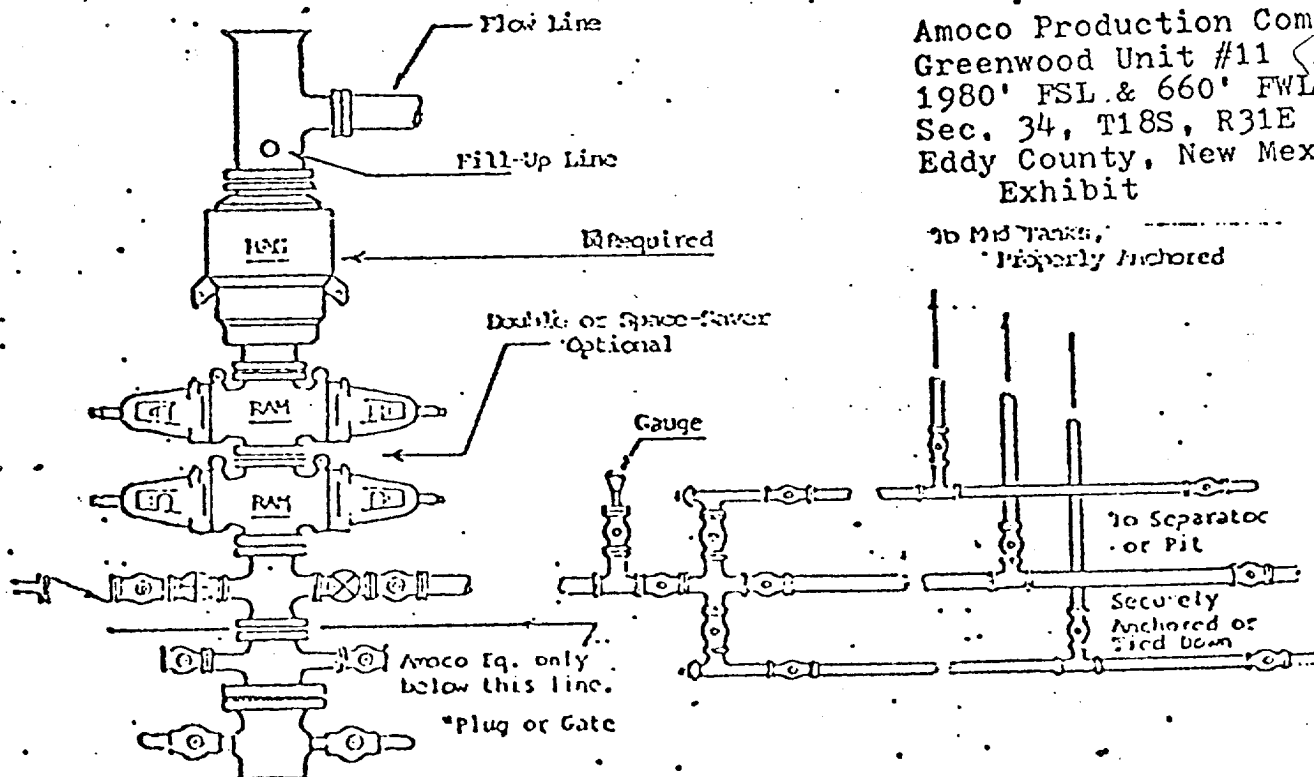 Flow Line
Amoco Production Com
Greenwood Unit #11
1980' FSL & 660' FWL
Sec. 34, T18S, R31E
Eddy County, New Mex
Exhibit
Fill-Up Line
Required
Tanks,
Properly Anchored
Double or Space-Saver
Optional
RAM
Gauge
RAM
To Separator
or Pit
Securely
Anchored or
Tied Down
Amoco Eq. only
below this line.
*Plug or Gate